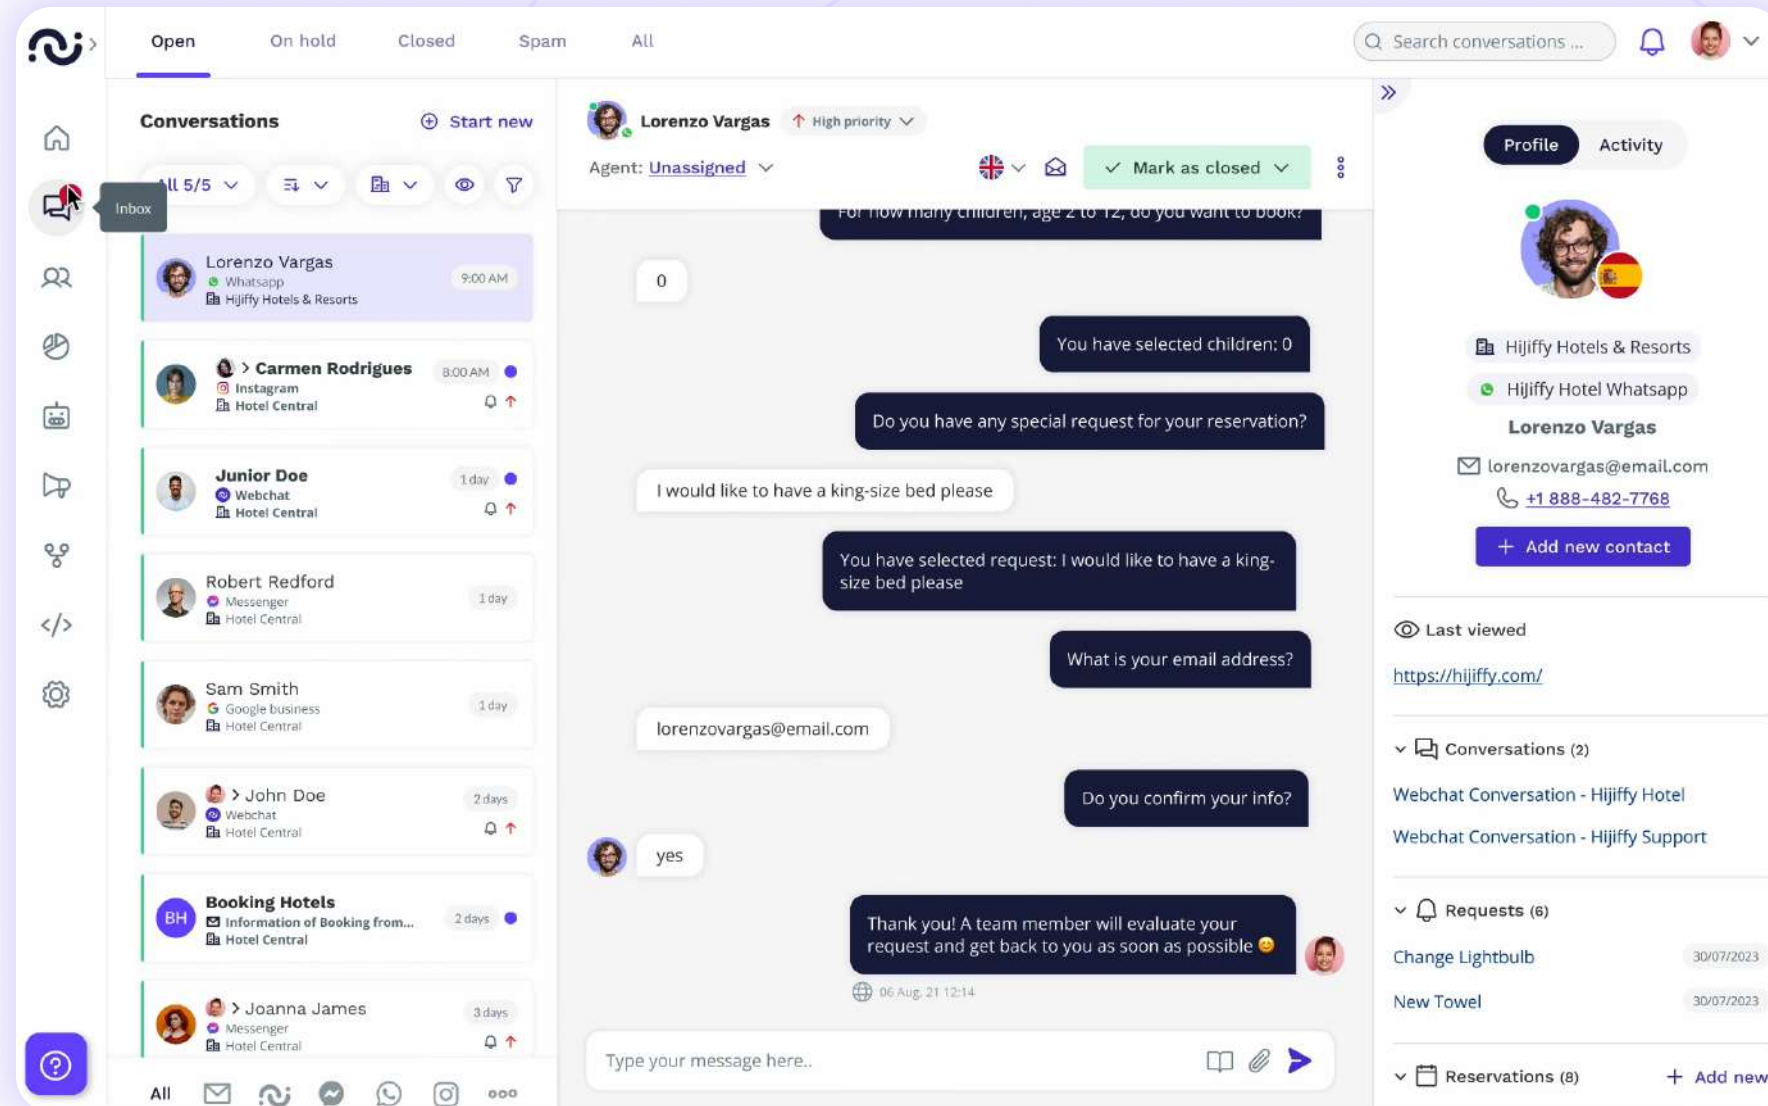 Open
On hold
Closed
Spam
All
Search conversations ...
Conversations
Start new
All 5/5
Inbox
Lorenzo Vargas
Whatsapp
HiJiffy Hotels & Resorts
9:00 AM
> Carmen Rodrigues
Instagram
Hotel Central
8:00 AM
Junior Doe
Webchat
Hotel Central
1 day
Robert Redford
Messenger
Hotel Central
1 day
Sam Smith
Google business
Hotel Central
1 day
> John Doe
Webchat
Hotel Central
2 days
BH
Booking Hotels
Information of Booking from...
Hotel Central
2 days
> Joanna James
Messenger
Hotel Central
3 days
All
Lorenzo Vargas
High priority
Agent: Unassigned
Mark as closed
For how many children, age 2 to 12, do you want to book?
0
You have selected children: 0
Do you have any special request for your reservation?
I would like to have a king-size bed please
You have selected request: I would like to have a king-
size bed please
What is your email address?
lorenzovargas@email.com
Do you confirm your info?
yes
Thank you! A team member will evaluate your
request and get back to you as soon as possible 😊
06 Aug. 21 12:14
Type your message here..
Profile
Activity
HiJiffy Hotels & Resorts
HiJiffy Hotel Whatsapp
Lorenzo Vargas
lorenzovargas@email.com
+1 888-482-7768
+ Add new contact
Last viewed
https://hijiffy.com/
Conversations (2)
Webchat Conversation - Hijiffy Hotel
Webchat Conversation - Hijiffy Support
Requests (6)
Change Lightbulb
30/07/2023
New Towel
30/07/2023
Reservations (8)
+ Add new